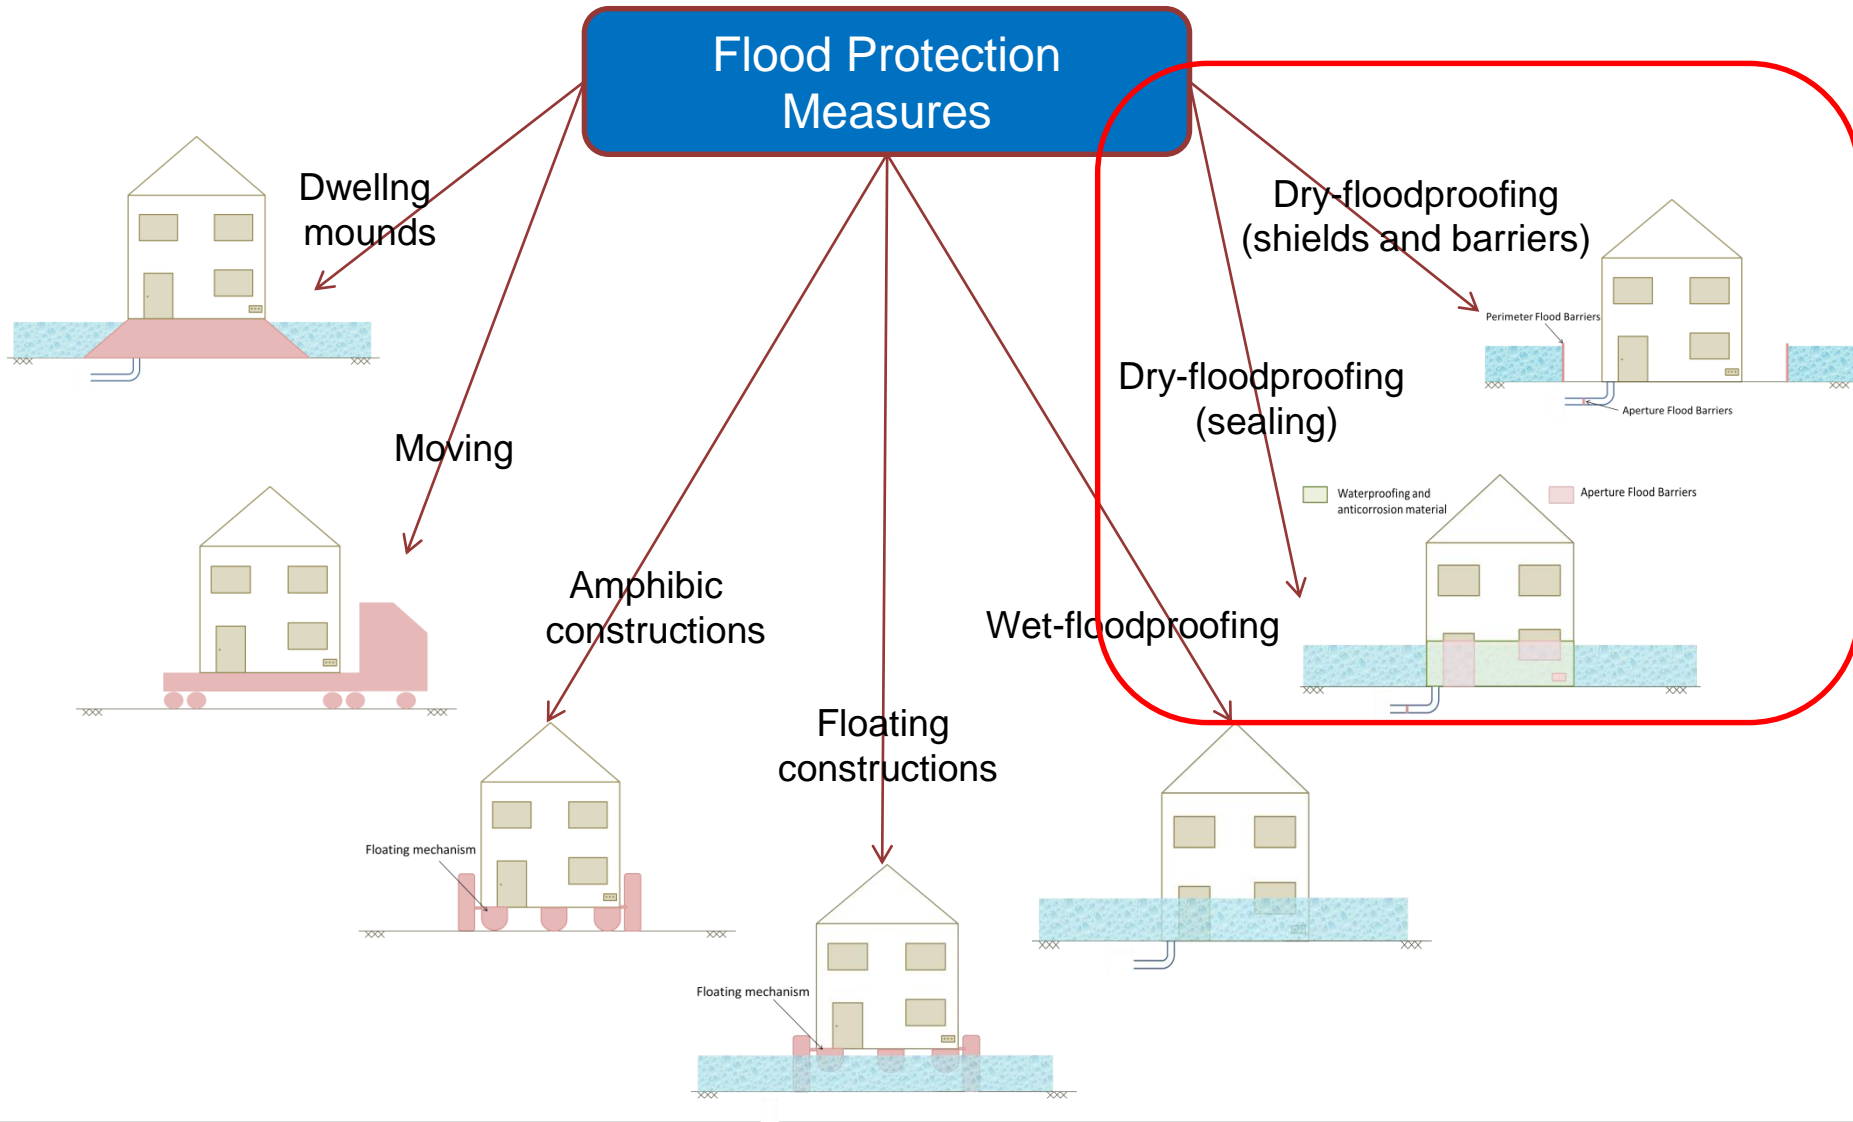 Flood Protection
Measures
Dwellng
mounds
Dry-floodproofing
(shields and barriers)
Perimeter Flood Barriers
Aperture Flood Barriers
Dry-floodproofing
(sealing)
Moving
Waterproofing and
anticorrosion material
Aperture Flood Barriers
Amphibic
constructions
Wet-floodproofing
Floating
constructions
Floating mechanism
Floating mechanism